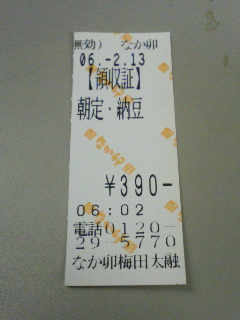 無効） なか卯
06.-2.13
【領収証】
朝定・納豆
¥390-
06:02
電話0120-
29-5770
なか卯梅田太融